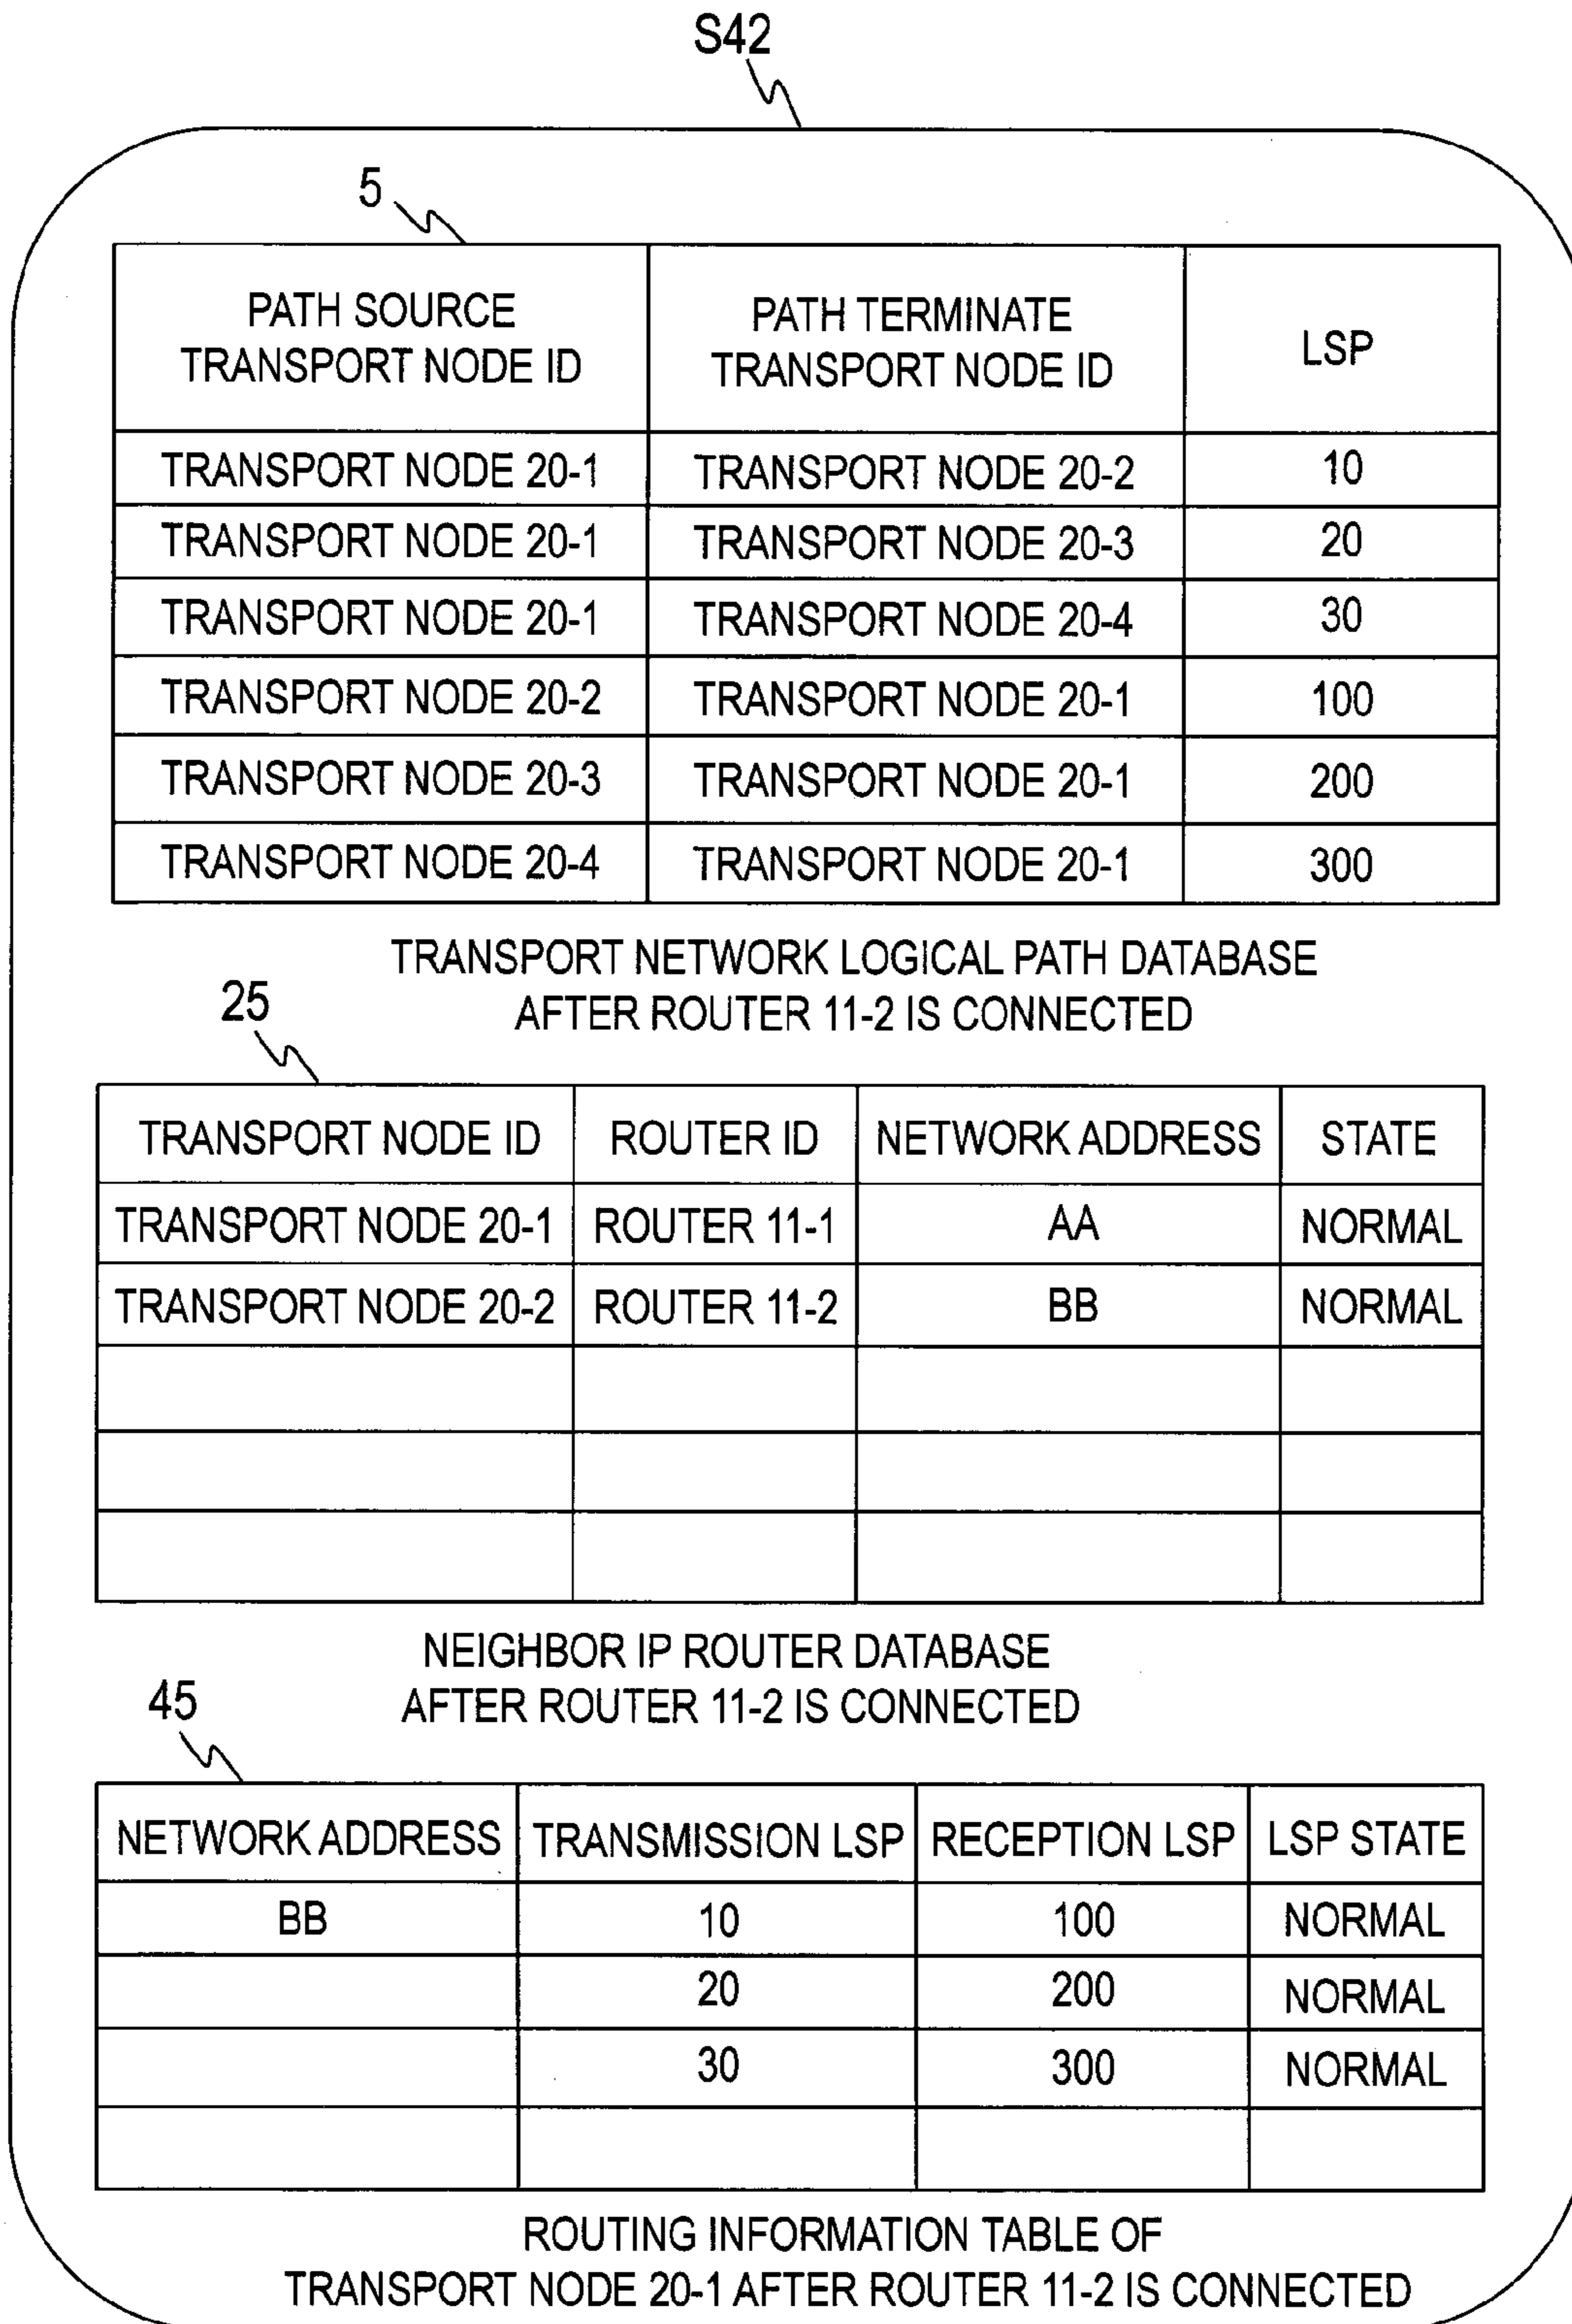 S42
5
PATH SOURCE
TRANSPORT NODE ID
PATH TERMINATE
TRANSPORT NODE ID
LSP
TRANSPORT NODE 20-1
TRANSPORT NODE 20-2
10
TRANSPORT NODE 20-1
TRANSPORT NODE 20-3
20
TRANSPORT NODE 20-1
TRANSPORT NODE 20-4
30
TRANSPORT NODE 20-2
TRANSPORT NODE 20-1
100
TRANSPORT NODE 20-3
TRANSPORT NODE 20-1
200
TRANSPORT NODE 20-4
TRANSPORT NODE 20-1
300
TRANSPORT NETWORK LOGICAL PATH DATABASE
AFTER ROUTER 11-2 IS CONNECTED
25
TRANSPORT NODE ID
ROUTER ID
NETWORK ADDRESS
STATE
TRANSPORT NODE 20-1
ROUTER 11-1
AA
NORMAL
TRANSPORT NODE 20-2
ROUTER 11-2
BB
NORMAL
NEIGHBOR IP ROUTER DATABASE
AFTER ROUTER 11-2 IS CONNECTED
45
NETWORK ADDRESS
TRANSMISSION LSP
RECEPTION LSP
LSP STATE
BB
10
100
NORMAL
20
200
NORMAL
30
300
NORMAL
ROUTING INFORMATION TABLE OF
TRANSPORT NODE 20-1 AFTER ROUTER 11-2 IS CONNECTED